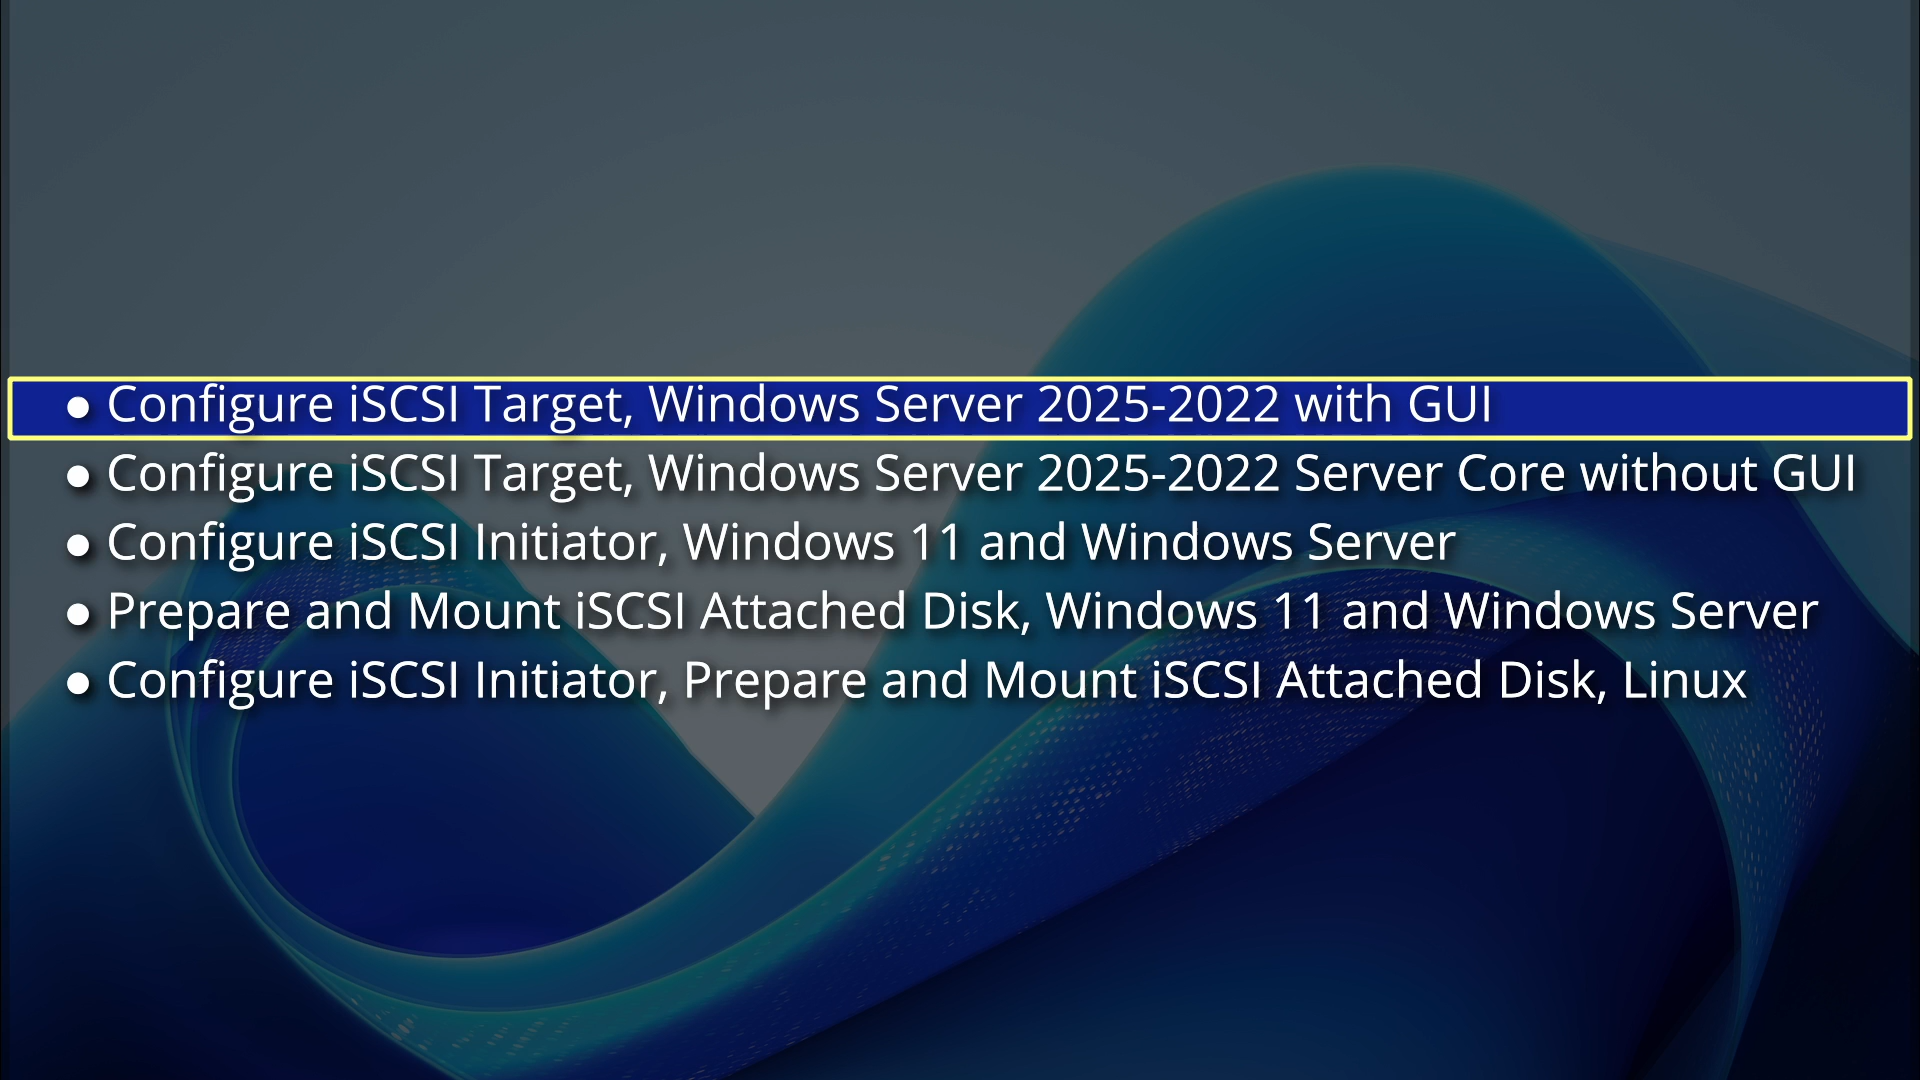 ● Configure iSCSI Target, Windows Server 2025-2022 with GUI
● Configure iSCSI Target, Windows Server 2025-2022 Server Core without GUI
● Configure iSCSI Initiator, Windows 11 and Windows Server
● Prepare and Mount iSCSI Attached Disk, Windows 11 and Windows Server
● Configure iSCSI Initiator, Prepare and Mount iSCSI Attached Disk, Linux